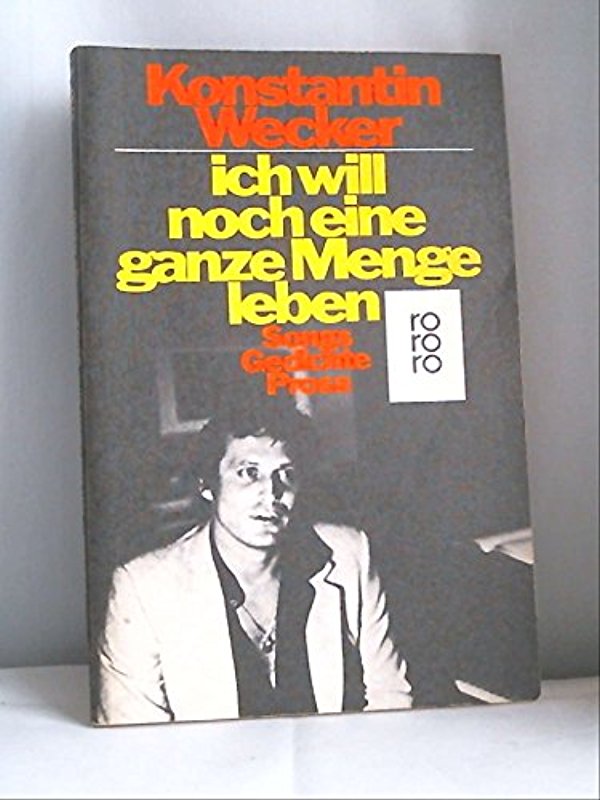 Konstantin
Wecker
ich will
noch eine
ganze Menge
leben
Songs
Gedichte
Prosa
ro
ro
ro